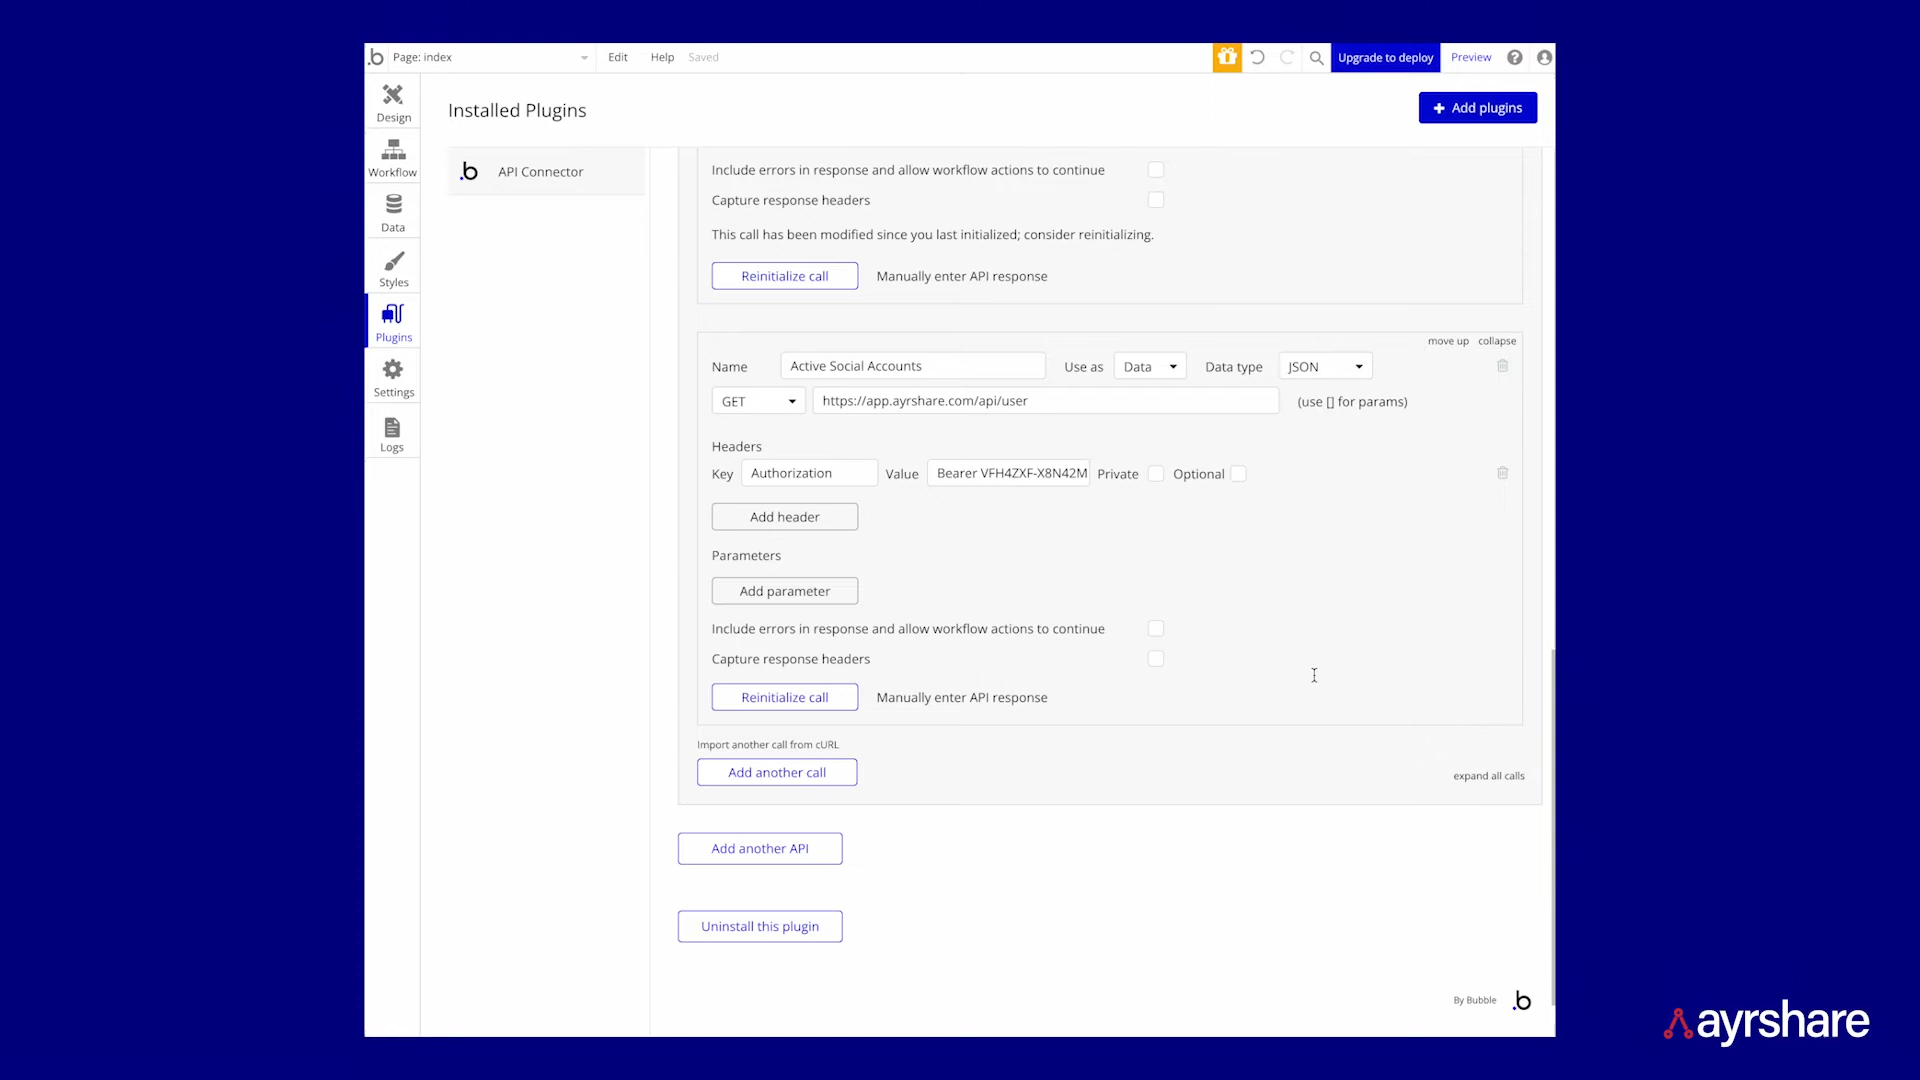 Page: index
Edit
Help
Saved
Upgrade to deploy
Preview
Design
Workflow
Data
Styles
Plugins
Settings
Logs
Installed Plugins
+ Add plugins
.b API Connector
Include errors in response and allow workflow actions to continue
Capture response headers
This call has been modified since you last initialized; consider reinitializing.
Reinitialize call Manually enter API response
move up collapse
Name Active Social Accounts Use as Data Data type JSON
GET https://app.ayrshare.com/api/user (use [] for params)
Headers
Key Authorization Value Bearer VFH4ZXF-X8N42M Private Optional
Add header
Parameters
Add parameter
Include errors in response and allow workflow actions to continue
Capture response headers
Reinitialize call Manually enter API response
Import another call from cURL
Add another call
expand all calls
Add another API
Uninstall this plugin
By Bubble .b
ayrshare